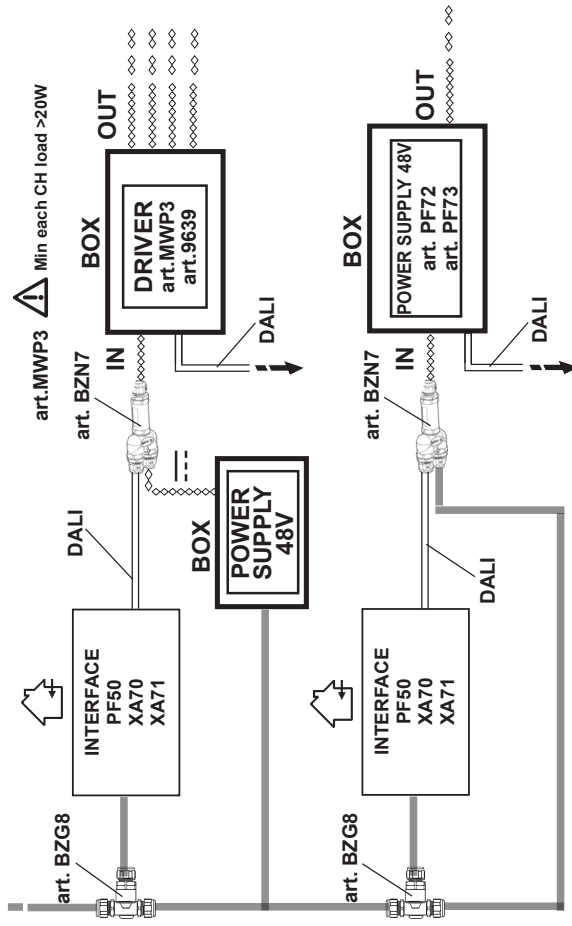 art.MWP3
Min each CH load >20W
BOX
OUT
DRIVER
art.MWP3
art.9639
IN
art. BZN7
DALI
DALI
BOX
POWER
SUPPLY
48V
INTERFACE
PF50
XA70
XA71
art. BZG8
BOX
OUT
POWER SUPPLY 48V
art. PF72
art. PF73
IN
art. BZN7
DALI
DALI
INTERFACE
PF50
XA70
XA71
art. BZG8